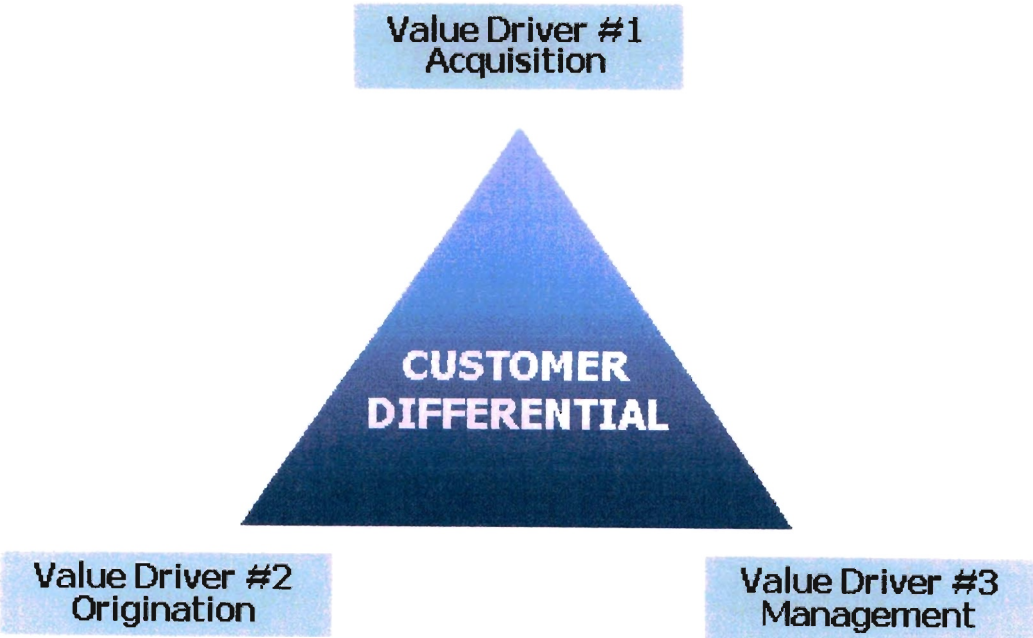 Value Driver #1
Acquisition
CUSTOMER
DIFFERENTIAL
Value Driver #2
Origination
Value Driver #3
Management